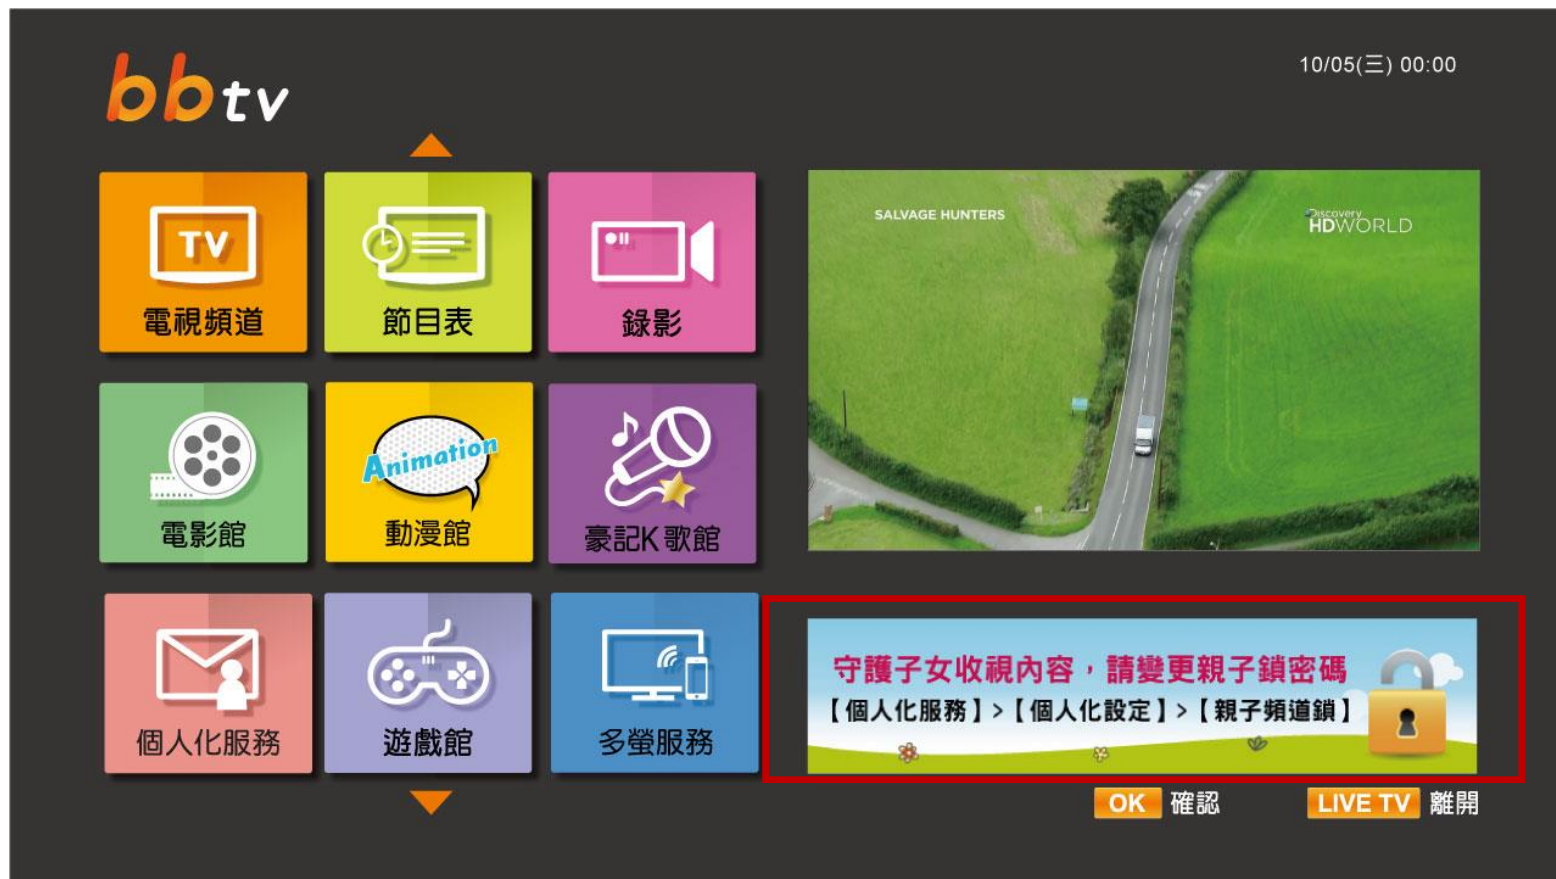 bbtv
10/05(三) 00:00
TV
電視頻道
節目表
錄影
SALVAGE HUNTERS
Discovery
HDWORLD
電影館
Animation
動漫館
豪記K歌館
個人化服務
遊戲館
多螢服務
守護子女收視內容,請變更親子鎖密碼
【個人化服務】>【個人化設定】>【親子頻道鎖】
OK 確認
LIVE TV 離開